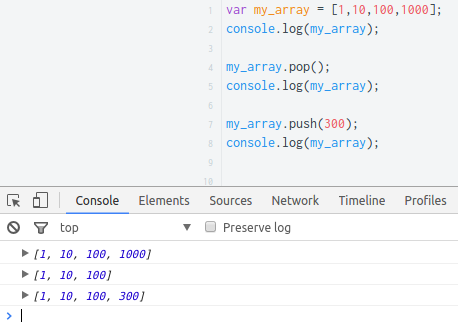 1 var my_array = [1,10,100,1000];
2 console.log(my_array);
3
4 my_array.pop();
5 console.log(my_array);
6
7 my_array.push(300);
8 console.log(my_array);
9
10
Console Elements Sources Network Timeline Profiles
top Preserve log
[1, 10, 100, 1000]
[1, 10, 100]
[1, 10, 100, 300]
>